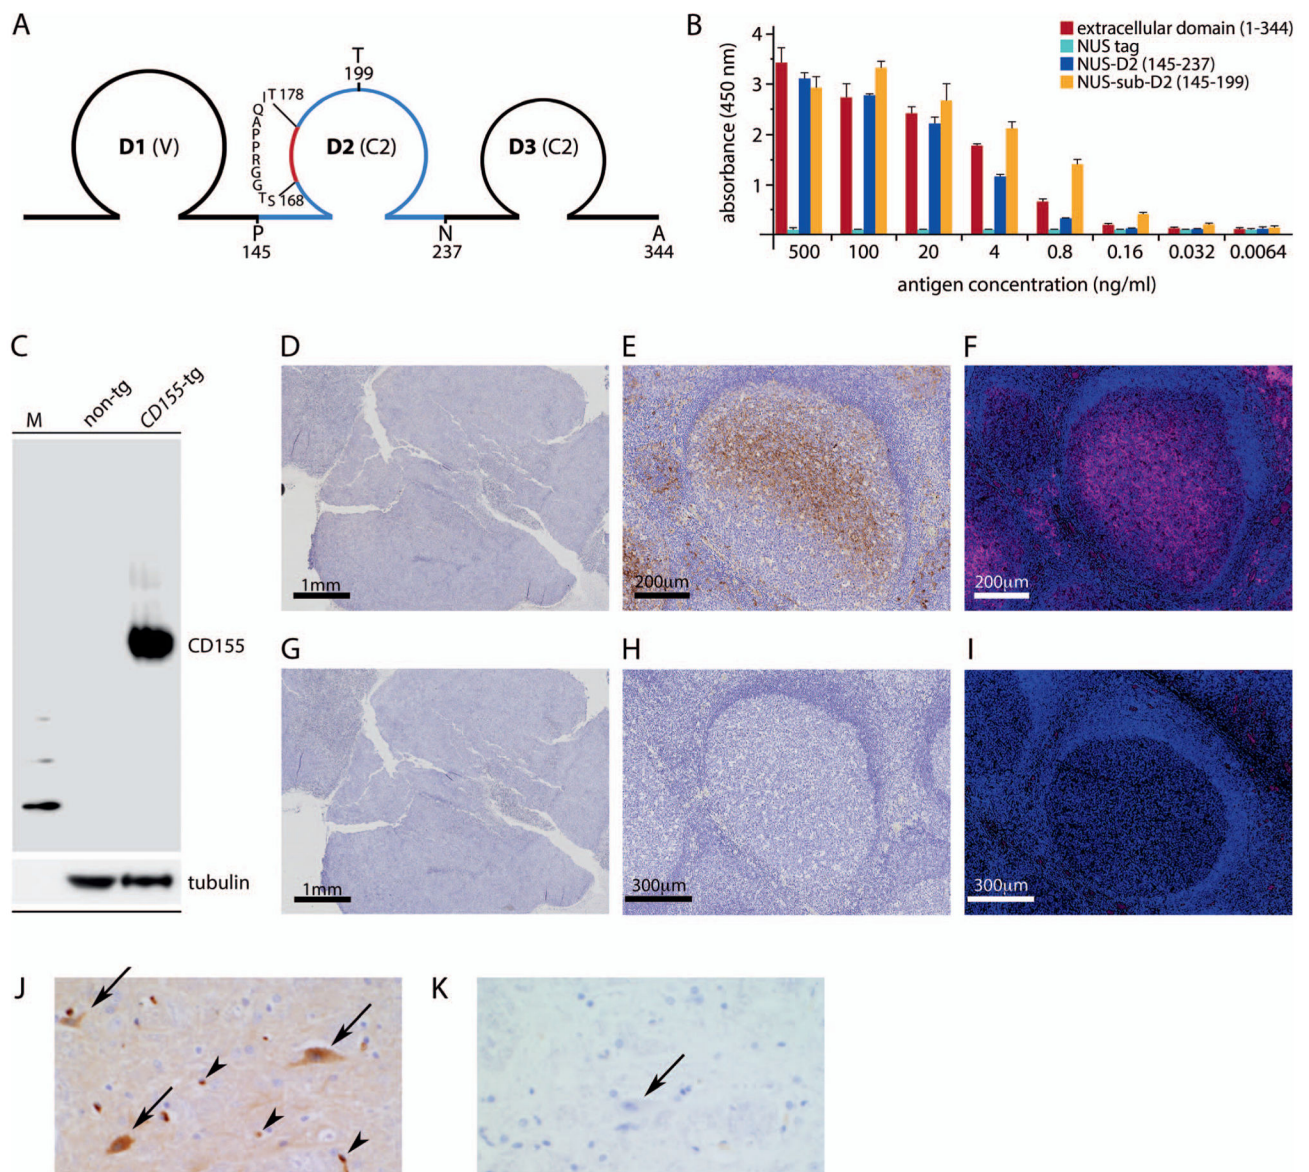 A
D1 (V)
D2 (C2)
D3 (C2)
T
199
I T 178
Q
A
P
P
R
G
G
T S 168
P
145
N
237
A
344
B
extracellular domain (1-344)
NUS tag
NUS-D2 (145-237)
NUS-sub-D2 (145-199)
absorbance (450 nm)
4
3
2
1
500 100 20 4 0.8 0.16 0.032 0.0064
antigen concentration (ng/ml)
C
M non-tg CD155-tg
CD155
tubulin
D
1mm
E
200μm
F
200μm
G
1mm
H
300μm
I
300μm
J
K